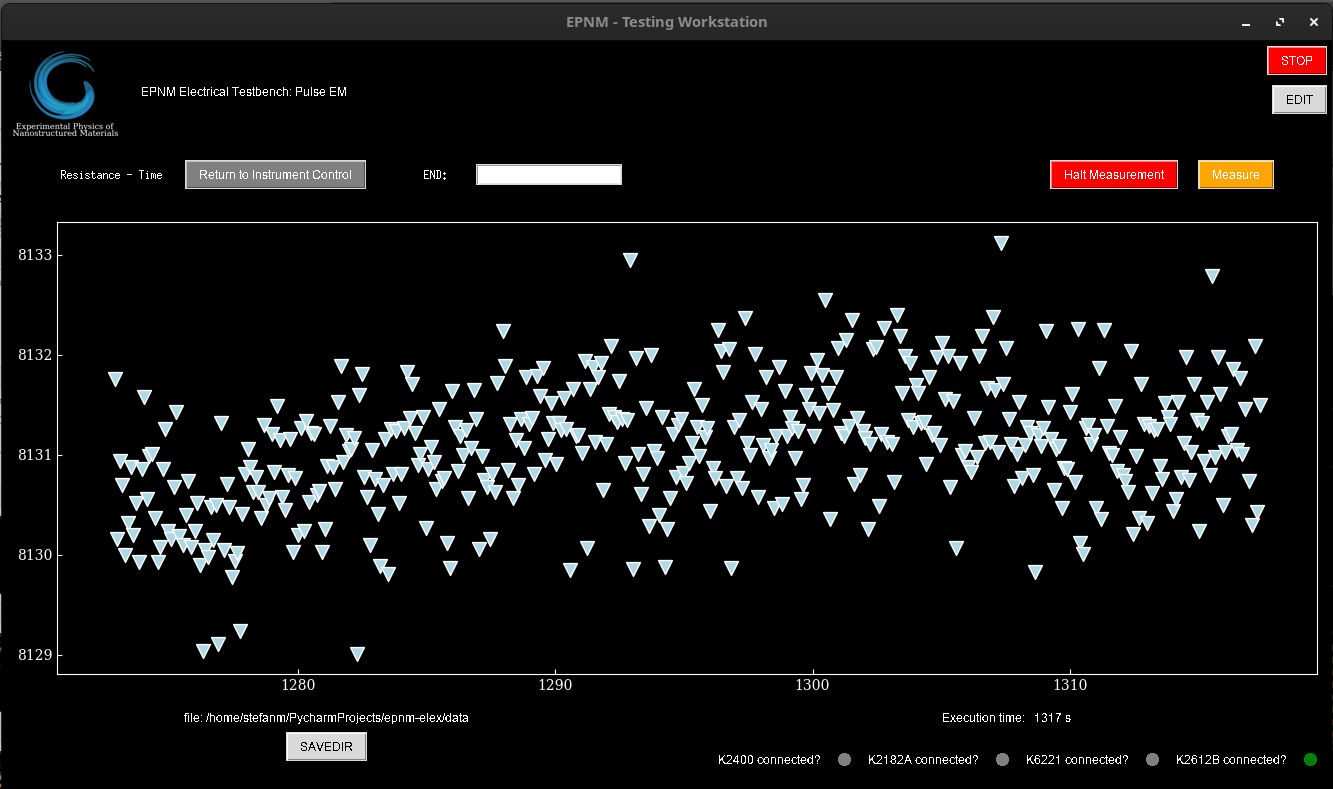 EPNM - Testing Workstation
STOP
EPNM Electrical Testbench: Pulse EM
EDIT
Experimental Physics of
Nanostructured Materials
Resistance - Time
Return to Instrument Control
END:
Halt Measurement
Measure
8133
8132
8131
8130
8129
1280
1290
1300
1310
file: /home/stefanm/PycharmProjects/epnm-elex/data
Execution time: 1317 s
SAVEDIR
K2400 connected?
K2182A connected?
K6221 connected?
K2612B connected?